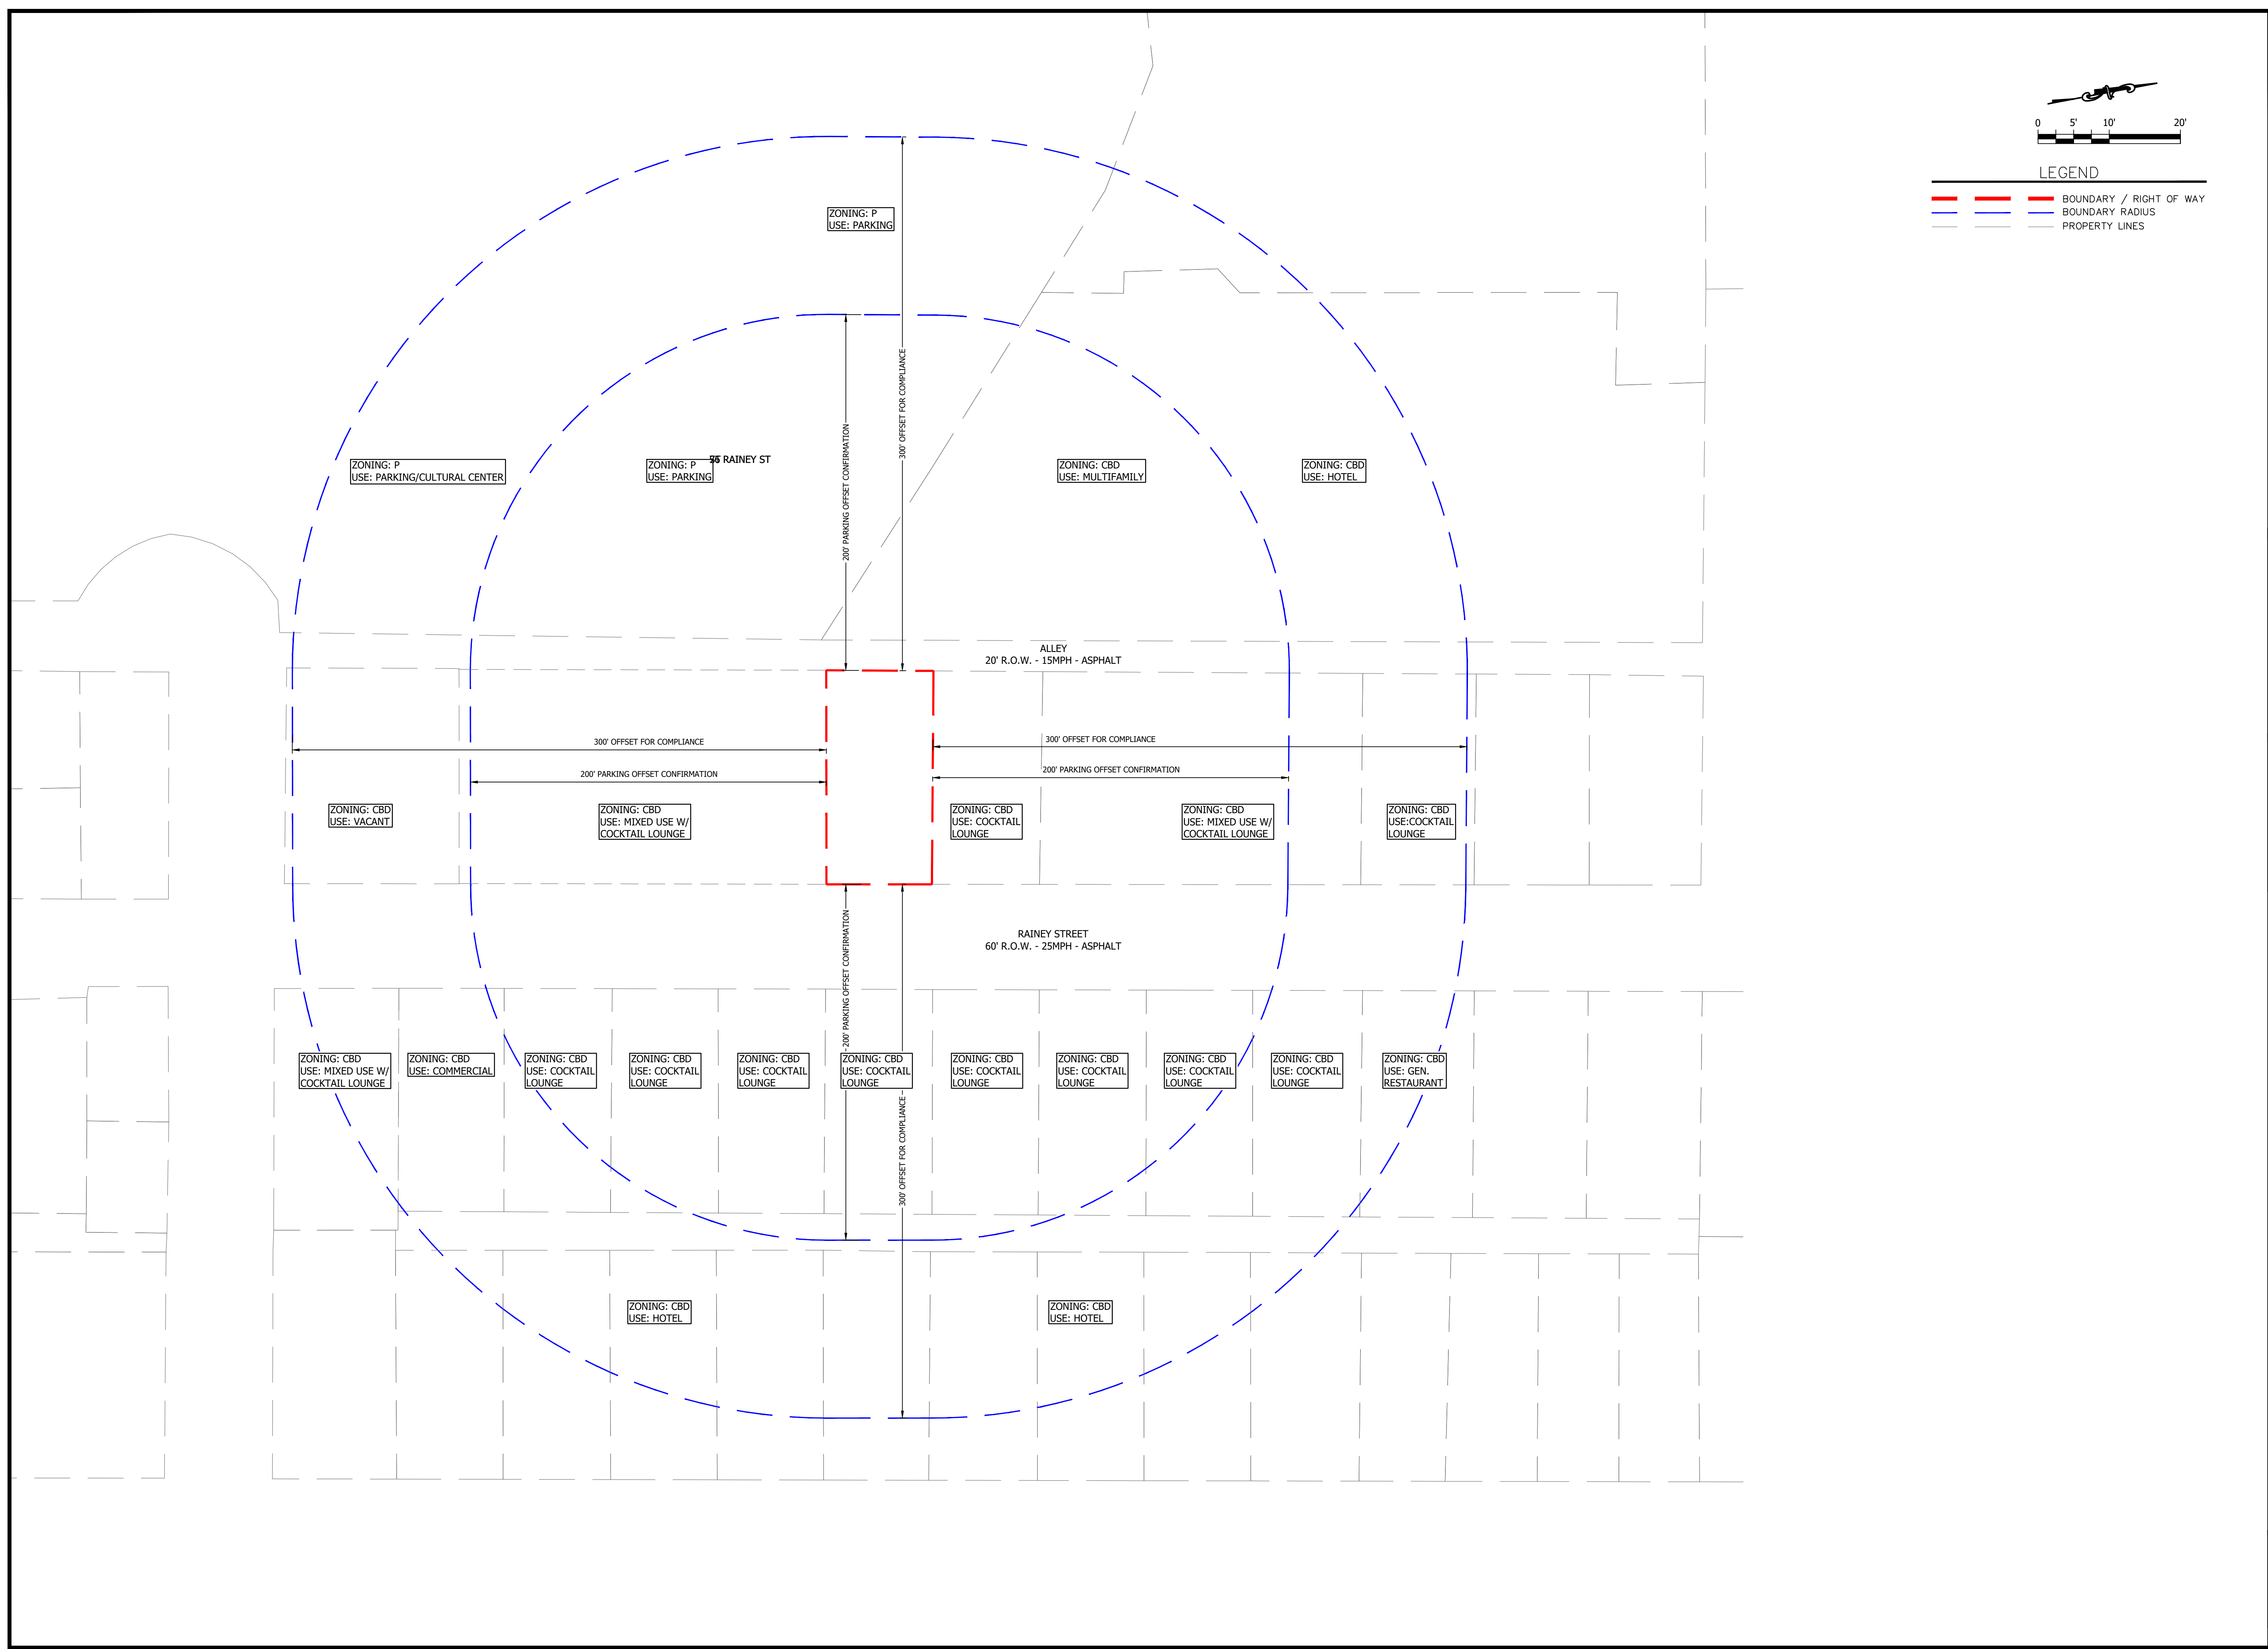 0 5' 10' 20'
LEGEND
BOUNDARY / RIGHT OF WAY
BOUNDARY RADIUS
PROPERTY LINES
ZONING: P
USE: PARKING
300' OFFSET FOR COMPLIANCE
200' PARKING OFFSET CONFIRMATION
ZONING: P
USE: PARKING/CULTURAL CENTER
ZONING: P
USE: PARKING
RAINEY ST
ZONING: CBD
USE: MULTIFAMILY
ZONING: CBD
USE: HOTEL
ALLEY
20' R.O.W. - 15MPH - ASPHALT
300' OFFSET FOR COMPLIANCE
200' PARKING OFFSET CONFIRMATION
300' OFFSET FOR COMPLIANCE
200' PARKING OFFSET CONFIRMATION
ZONING: CBD
USE: VACANT
ZONING: CBD
USE: MIXED USE W/
COCKTAIL LOUNGE
ZONING: CBD
USE: COCKTAIL
LOUNGE
ZONING: CBD
USE: MIXED USE W/
COCKTAIL LOUNGE
ZONING: CBD
USE:COCKTAIL
LOUNGE
RAINEY STREET
60' R.O.W. - 25MPH - ASPHALT
200' PARKING OFFSET CONFIRMATION
300' OFFSET FOR COMPLIANCE
ZONING: CBD
USE: MIXED USE W/
COCKTAIL LOUNGE
ZONING: CBD
USE: COMMERCIAL
ZONING: CBD
USE: COCKTAIL
LOUNGE
ZONING: CBD
USE: COCKTAIL
LOUNGE
ZONING: CBD
USE: COCKTAIL
LOUNGE
ZONING: CBD
USE: COCKTAIL
LOUNGE
ZONING: CBD
USE: COCKTAIL
LOUNGE
ZONING: CBD
USE: COCKTAIL
LOUNGE
ZONING: CBD
USE: COCKTAIL
LOUNGE
ZONING: CBD
USE: COCKTAIL
LOUNGE
ZONING: CBD
USE: GEN.
RESTAURANT
ZONING: CBD
USE: HOTEL
ZONING: CBD
USE: HOTEL